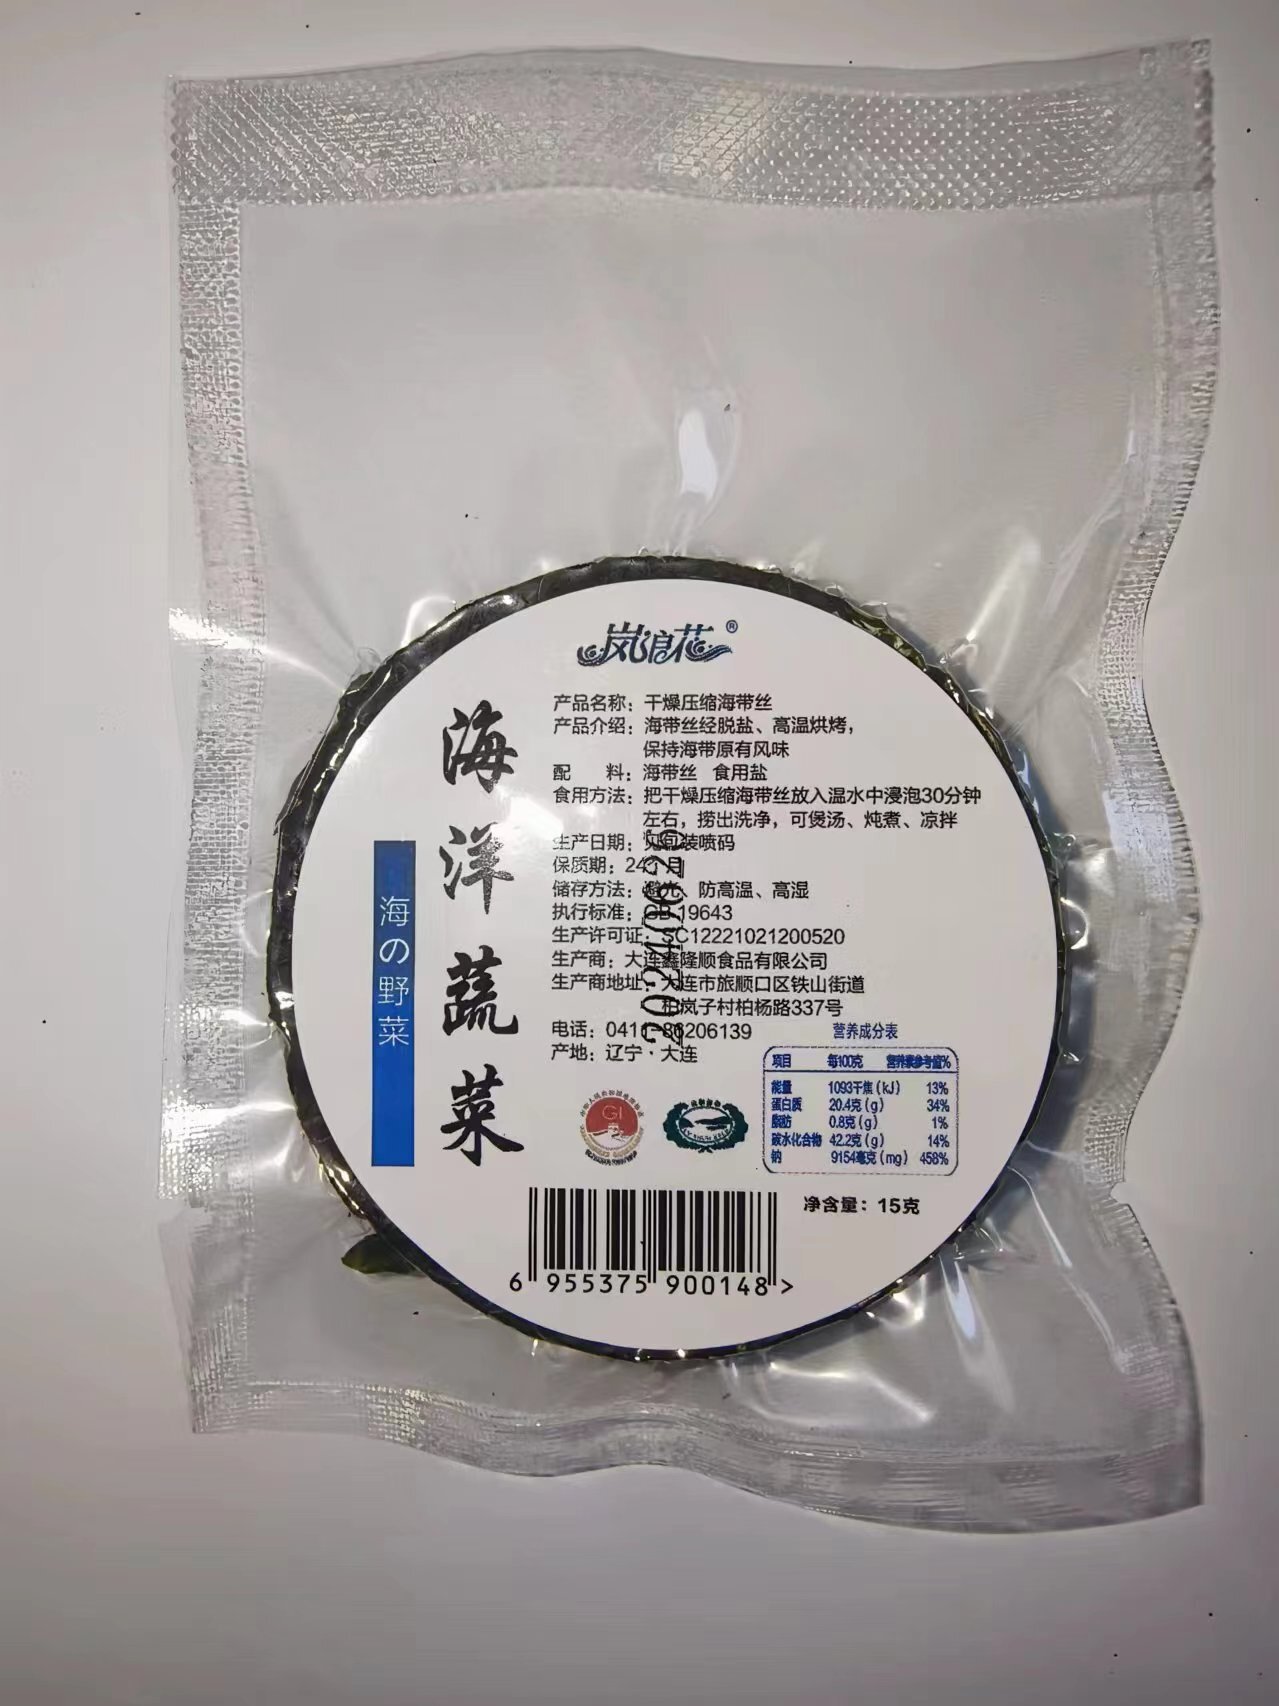 岚浪花®
海洋蔬菜
海の野菜
产品名称：干燥压缩海带丝
产品介绍：海带丝经脱盐、高温烘烤，
保持海带原有风味
配 料：海带丝 食用盐
食用方法：把干燥压缩海带丝放入温水中浸泡30分钟
左右，捞出洗净，可煲汤、炖煮、凉拌
生产日期：见包装喷码
保质期：24个月
储存方法：避光、防高温、高湿
执行标准：GB 19643
生产许可证：SC12221021200520
生产商：大连鑫隆顺食品有限公司
生产商地址：大连市旅顺口区铁山街道
柏岚子村柏杨路337号
电话：0411-86206139
产地：辽宁·大连
营养成分表
项目 每100克 营养素参考值%
能量 1093千焦(kJ) 13%
蛋白质 20.4克(g) 34%
脂肪 0.8克(g) 1%
碳水化合物 42.2克(g) 14%
钠 9154毫克(mg) 458%
GI
净含量：15克
6 955375 900148 >